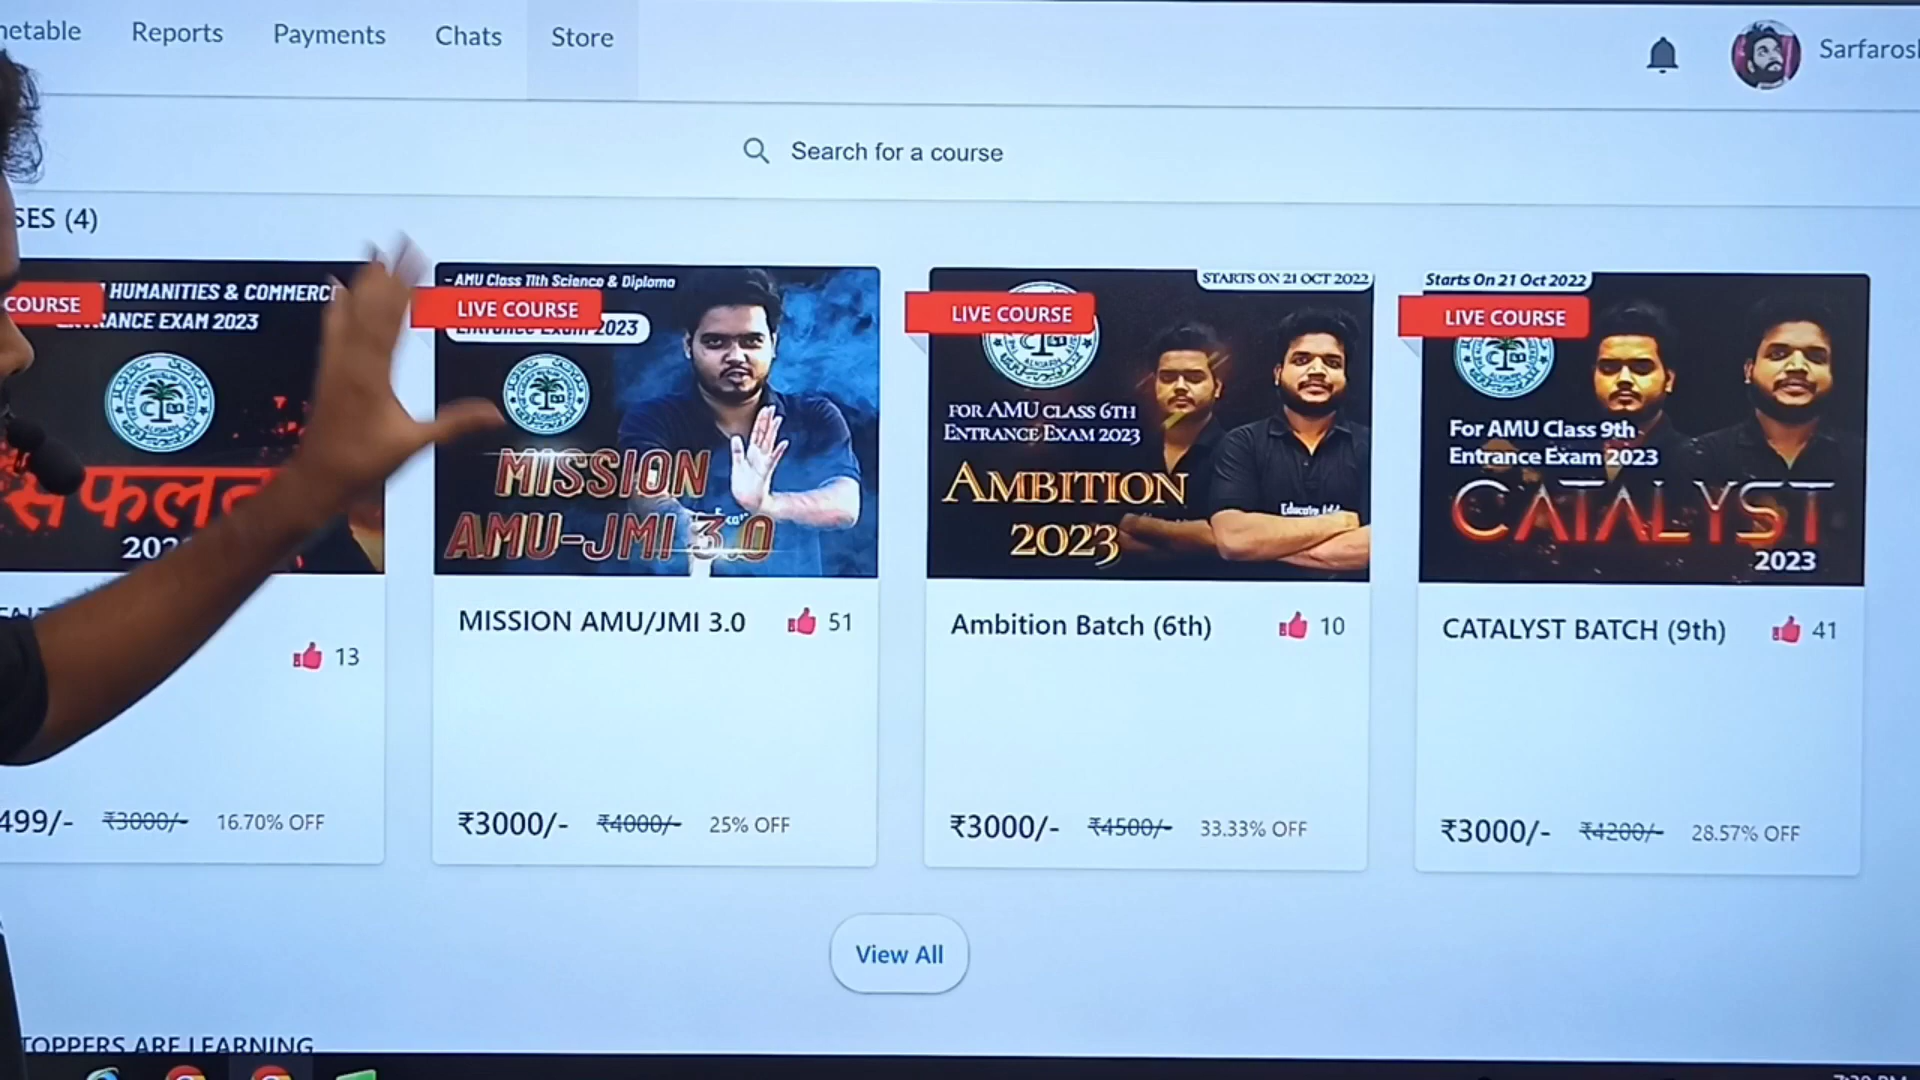 Reports Payments Chats Store
Search for a course
(4)
COURSE
HUMANITIES & COMMERCE
EXAM 2023
LIVE COURSE
- AMU Class 11th Science & Diploma
Entrance Exam 2023
MISSION
AMU-JMI 3.0
MISSION AMU/JMI 3.0
51
13
499/- ₹3000/- 16.70% OFF
₹3000/- ₹4000/- 25% OFF
STARTS ON 21 OCT 2022
LIVE COURSE
FOR AMU CLASS 6TH
ENTRANCE EXAM 2023
AMBITION
2023
Ambition Batch (6th)
10
₹3000/- ₹4500/- 33.33% OFF
Starts On 21 Oct 2022
LIVE COURSE
For AMU Class 9th
Entrance Exam 2023
CATALYST
2023
CATALYST BATCH (9th)
41
₹3000/- ₹4200/- 28.57% OFF
View All
TOPPERS ARE LEARNING